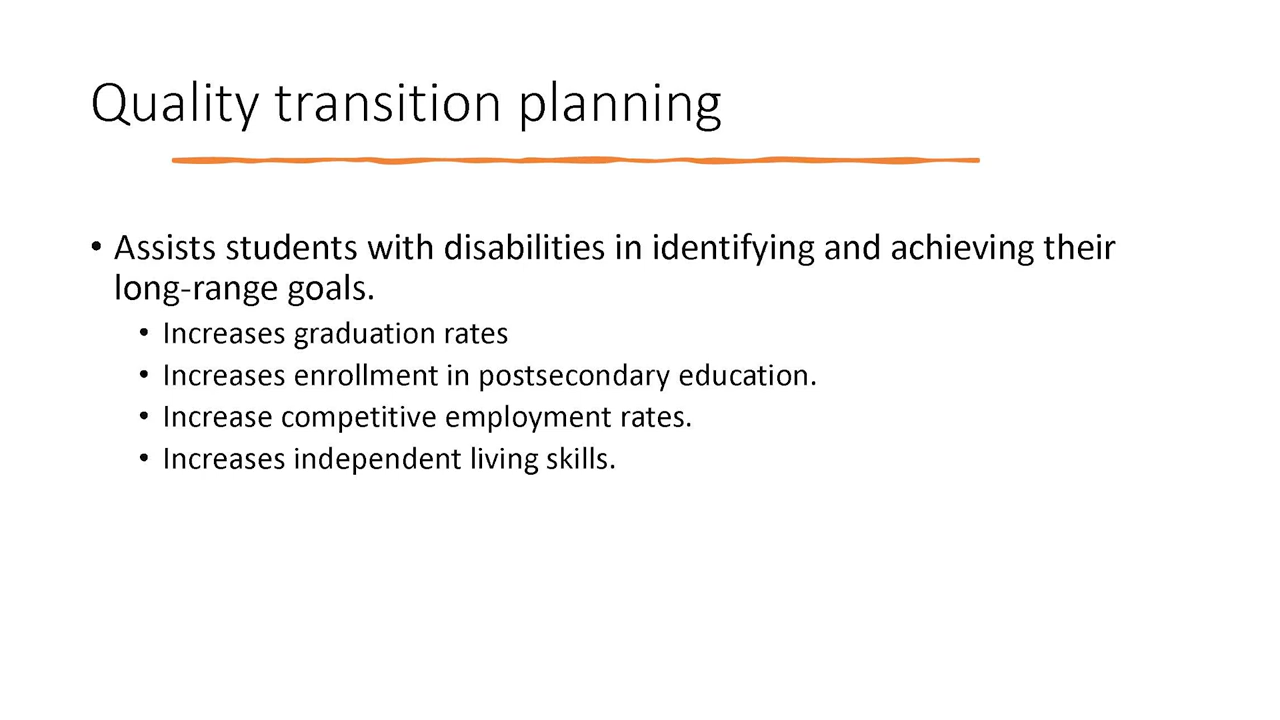 Quality transition planning
• Assists students with disabilities in identifying and achieving their
long-range goals.
• Increases graduation rates
• Increases enrollment in postsecondary education.
• Increase competitive employment rates.
• Increases independent living skills.